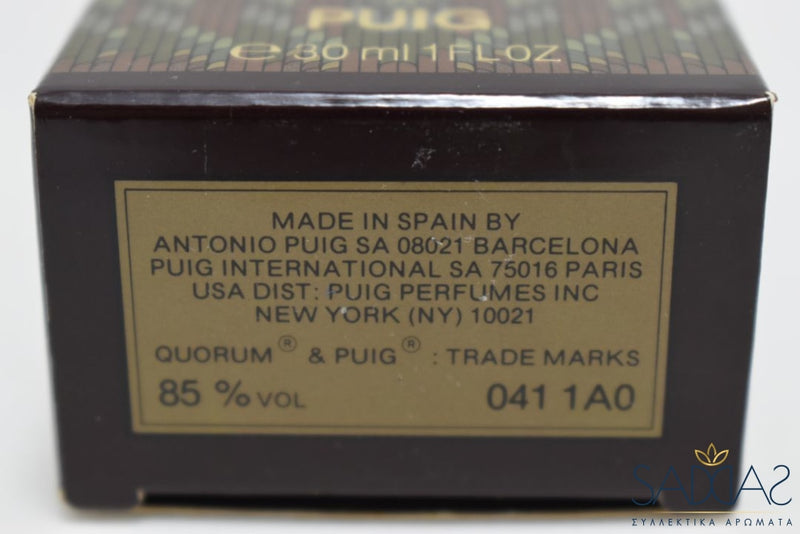 PUIG
e 30 ml 1 FL OZ
MADE IN SPAIN BY
ANTONIO PUIG SA 08021 BARCELONA
PUIG INTERNATIONAL SA 75016 PARIS
USA DIST: PUIG PERFUMES INC
NEW YORK (NY) 10021
QUORUM ® & PUIG ® : TRADE MARKS
85 % VOL 041 1A0
ΣΥΛΛΕΚΤΙΚΑ ΑΡΩΜΑΤΑ